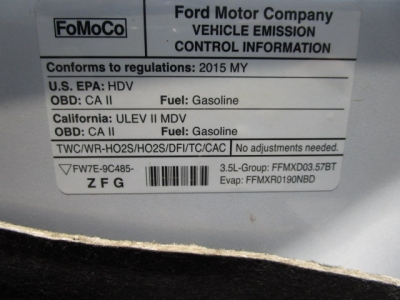 FoMoCo
Ford Motor Company
VEHICLE EMISSION
CONTROL INFORMATION
Conforms to regulations: 2015 MY
U.S. EPA: HDV
OBD: CA II Fuel: Gasoline
California: ULEV II MDV
OBD: CA II Fuel: Gasoline
TWC/WR-HO2S/HO2S/DFI/TC/CAC No adjustments needed.
▽FW7E-9C485- 3.5L-Group: FFMXD03.57BT
Z F G Evap: FFMXR0190NBD